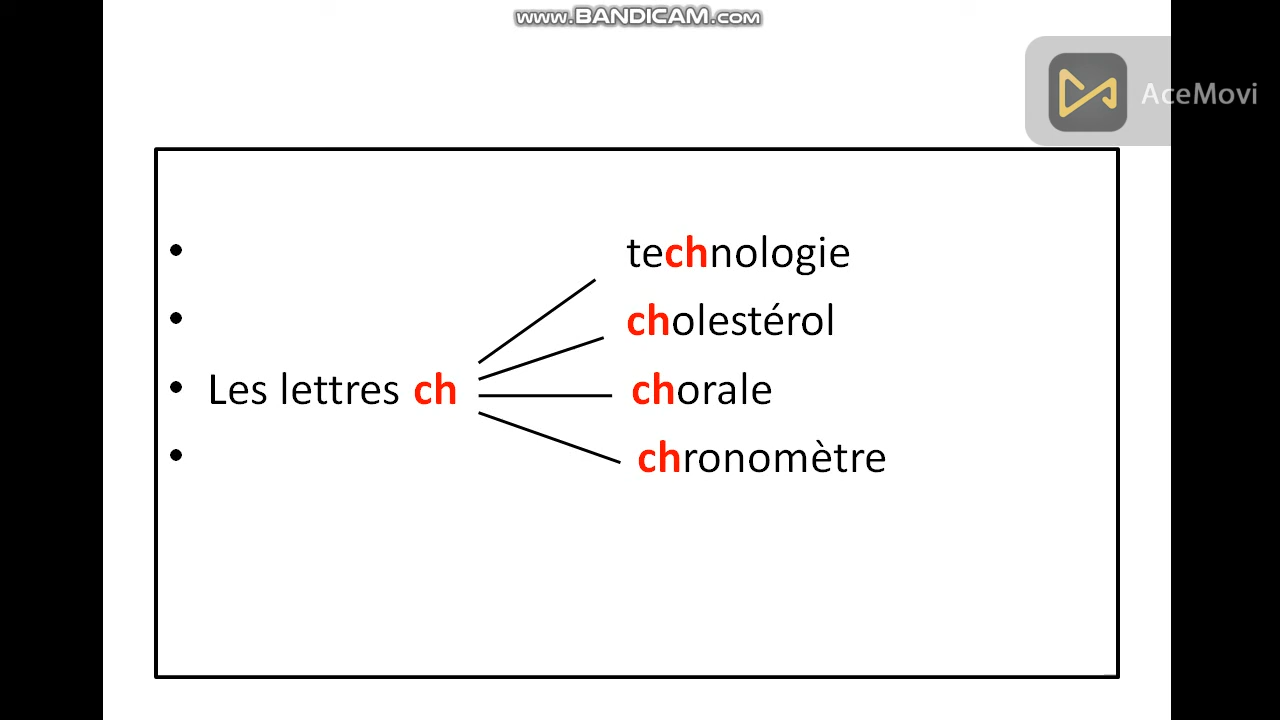 www.BANDICAM.com
AceMovi
• technologie
• cholestérol
• Les lettres ch chorale
• chronomètre